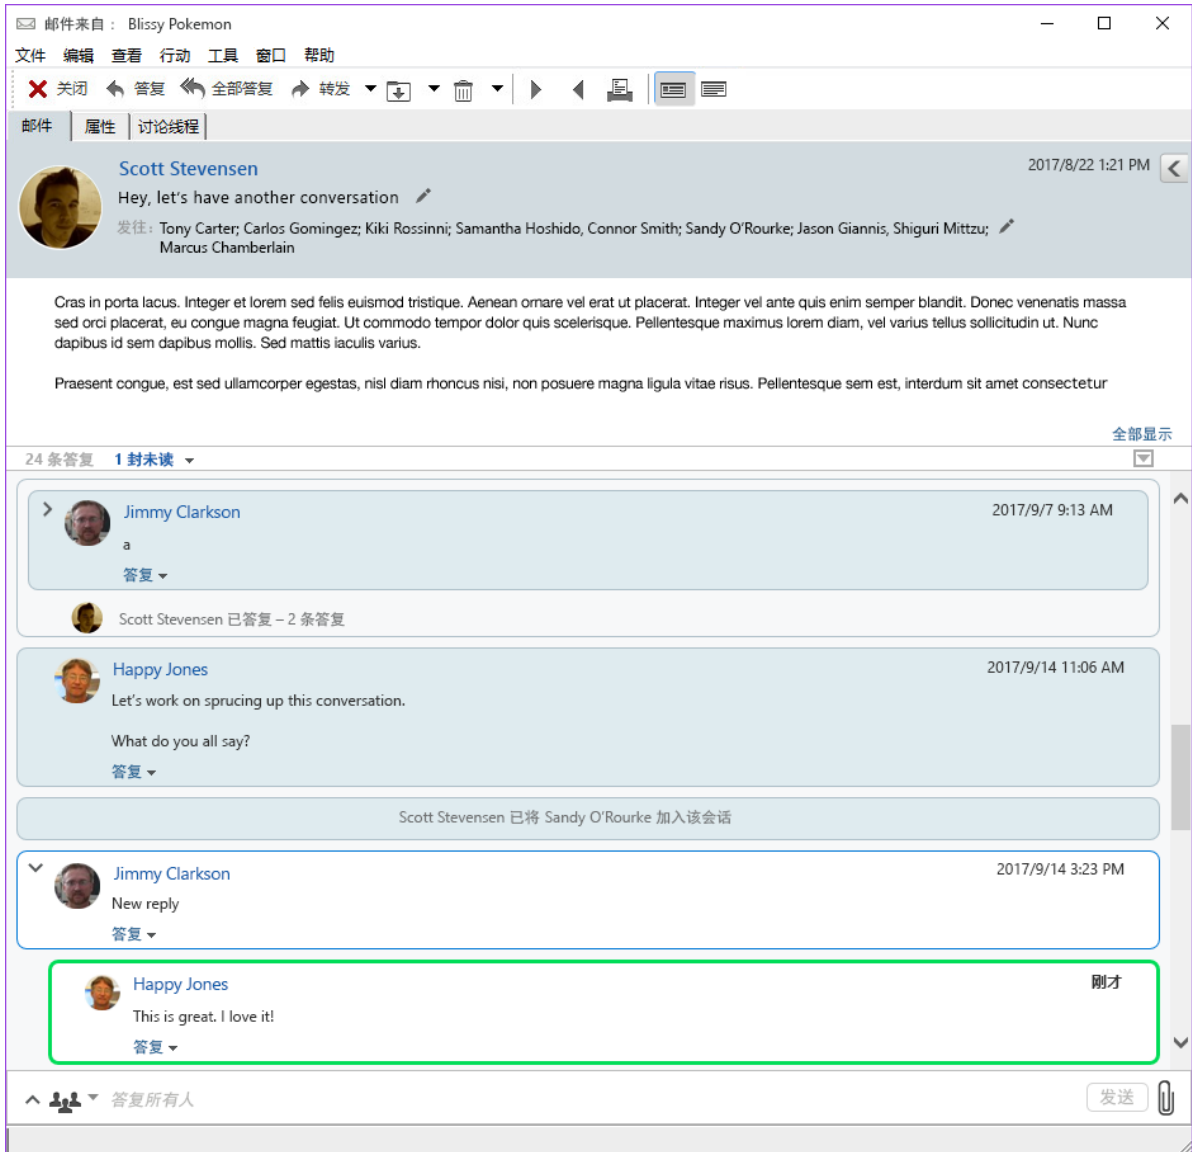 邮件来自： Blissy Pokemon
文件 编辑 查看 行动 工具 窗口 帮助
关闭 答复 全部答复 转发
邮件 属性 讨论线程
Scott Stevensen 2017/8/22 1:21 PM
Hey, let's have another conversation
发往： Tony Carter; Carlos Gomingez; Kiki Rossinni; Samantha Hoshido, Connor Smith; Sandy O'Rourke; Jason Giannis, Shiguri Mittzu;
Marcus Chamberlain
Cras in porta lacus. Integer et lorem sed felis euismod tristique. Aenean ornare vel erat ut placerat. Integer vel ante quis enim semper blandit. Donec venenatis massa
sed orci placerat, eu congue magna feugiat. Ut commodo tempor dolor quis scelerisque. Pellentesque maximus lorem diam, vel varius tellus sollicitudin ut. Nunc
dapibus id sem dapibus mollis. Sed mattis iaculis varius.
Praesent congue, est sed ullamcorper egestas, nisl diam rhoncus nisi, non posuere magna ligula vitae risus. Pellentesque sem est, interdum sit amet consectetur
全部显示
24 条答复 1 封未读
Jimmy Clarkson 2017/9/7 9:13 AM
a
答复
Scott Stevensen 已答复 – 2 条答复
Happy Jones 2017/9/14 11:06 AM
Let's work on sprucing up this conversation.
What do you all say?
答复
Scott Stevensen 已将 Sandy O'Rourke 加入该会话
Jimmy Clarkson 2017/9/14 3:23 PM
New reply
答复
Happy Jones 刚才
This is great. I love it!
答复
答复所有人 发送